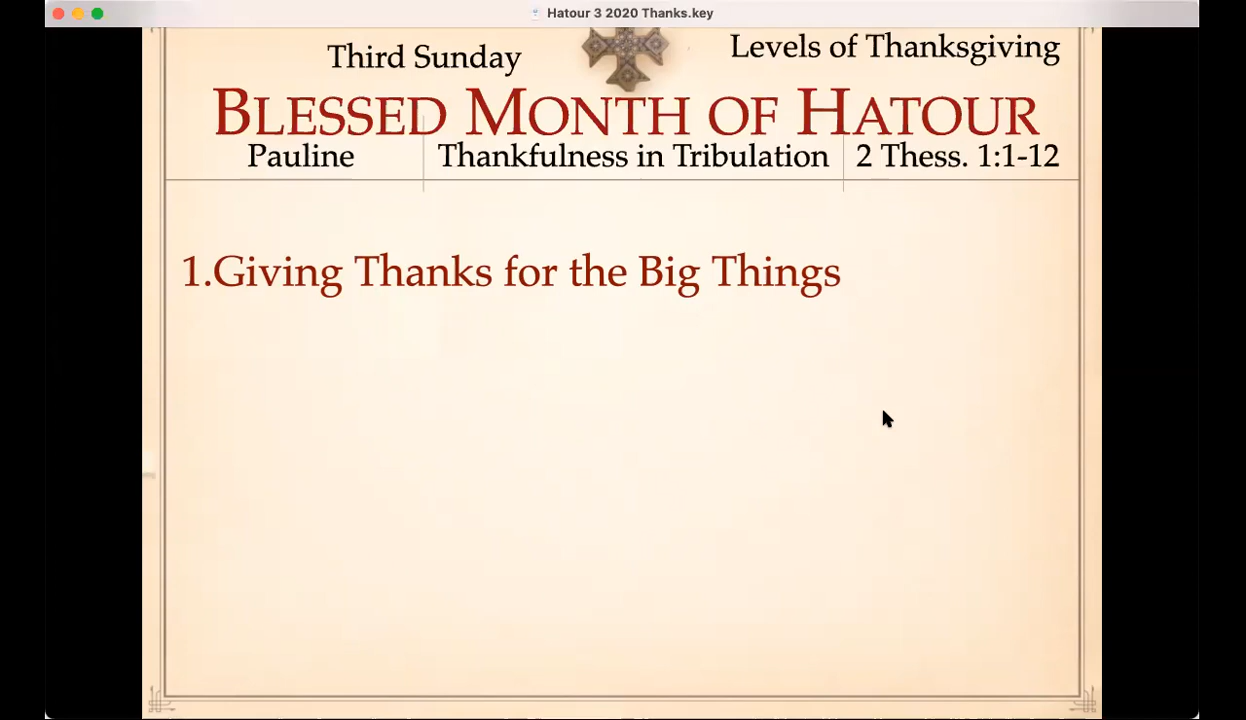 Hatour 3 2020 Thanks.key
Third Sunday
Levels of Thanksgiving
BLESSED MONTH OF HATOUR
Pauline
Thankfulness in Tribulation
2 Thess. 1:1-12
1.Giving Thanks for the Big Things